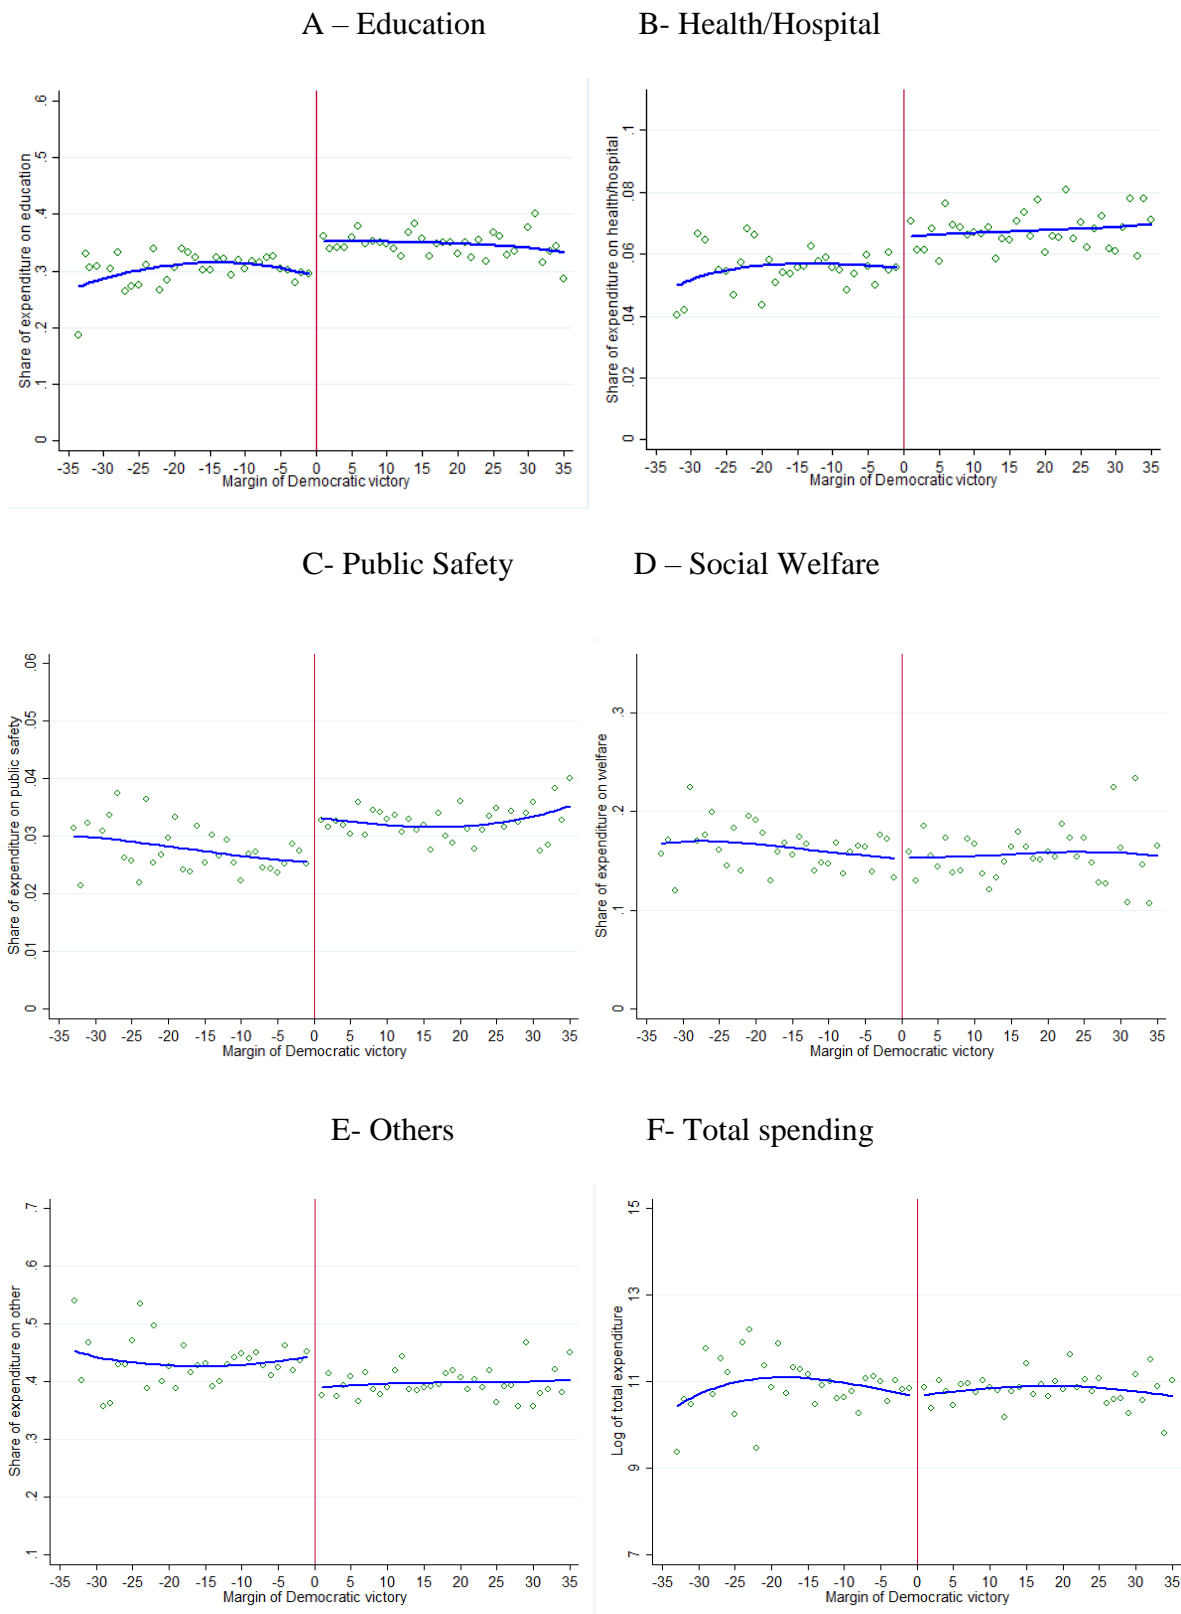 A – Education
B- Health/Hospital
Share of expenditure on education
0 .1 .2 .3 .4 .5 .6
-35 -30 -25 -20 -15 -10 -5 0 5 10 15 20 25 30 35
Margin of Democratic victory
Share of expenditure on health/hospital
0 .02 .04 .06 .08 .1
-35 -30 -25 -20 -15 -10 -5 0 5 10 15 20 25 30 35
Margin of Democratic victory
C- Public Safety
D – Social Welfare
Share of expenditure on public safety
0 .01 .02 .03 .04 .05 .06
-35 -30 -25 -20 -15 -10 -5 0 5 10 15 20 25 30 35
Margin of Democratic victory
Share of expenditure on welfare
0 .1 .2 .3
-35 -30 -25 -20 -15 -10 -5 0 5 10 15 20 25 30 35
Margin of Democratic victory
E- Others
F- Total spending
Share of expenditure on other
.1 .2 .3 .4 .5 .6 .7
-35 -30 -25 -20 -15 -10 -5 0 5 10 15 20 25 30 35
Margin of Democratic victory
Log of total expenditure
7 9 11 13 15
-35 -30 -25 -20 -15 -10 -5 0 5 10 15 20 25 30 35
Margin of Democratic victory